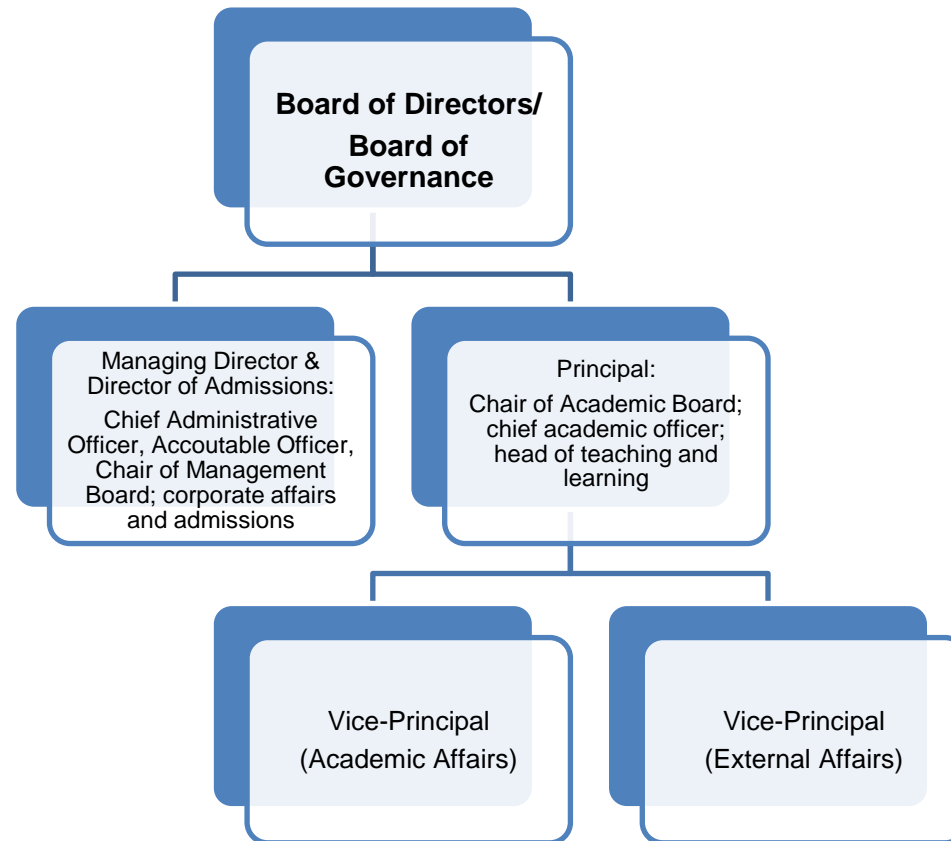 Board of Directors/
Board of
Governance
Managing Director &
Director of Admissions:
Chief Administrative
Officer, Accoutable Officer,
Chair of Management
Board; corporate affairs
and admissions
Principal:
Chair of Academic Board;
chief academic officer;
head of teaching and
learning
Vice-Principal
(Academic Affairs)
Vice-Principal
(External Affairs)